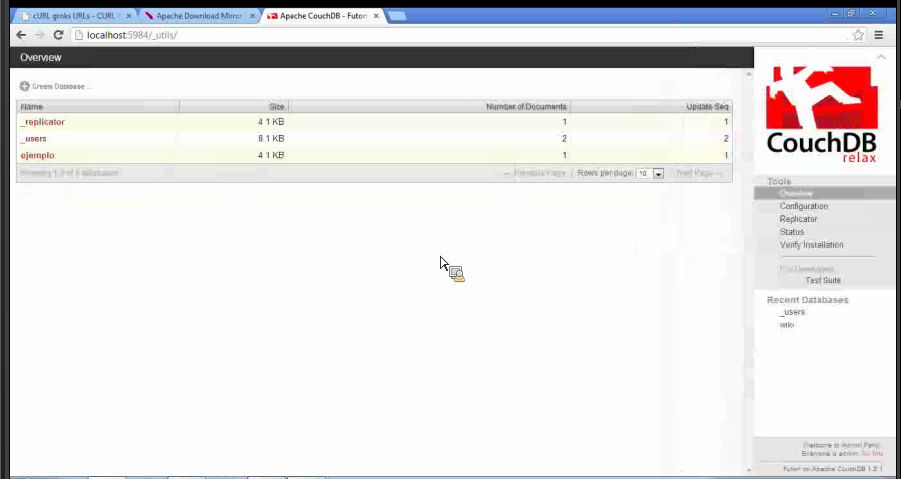 cURL groks URLs - CURL
Apache Download Mirror
Apache CouchDB - Futon
localhost:5984/_utils/
Overview
Create Database ...
Name Size Number of Documents Update Seq
_replicator 4.1 KB 1 1
_users 8.1 KB 2 2
ejemplo 4.1 KB 1 1
Showing 1-3 of 3 databases ← Previous Page | Rows per page: 10 | Next Page →
CouchDB
relax
Tools
Overview
Configuration
Replicator
Status
Verify Installation
Test Suite
Recent Databases
_users
wiki
Welcome to Admin Party!
Everyone is admin. Fix this
Futon on Apache CouchDB 1.2.1